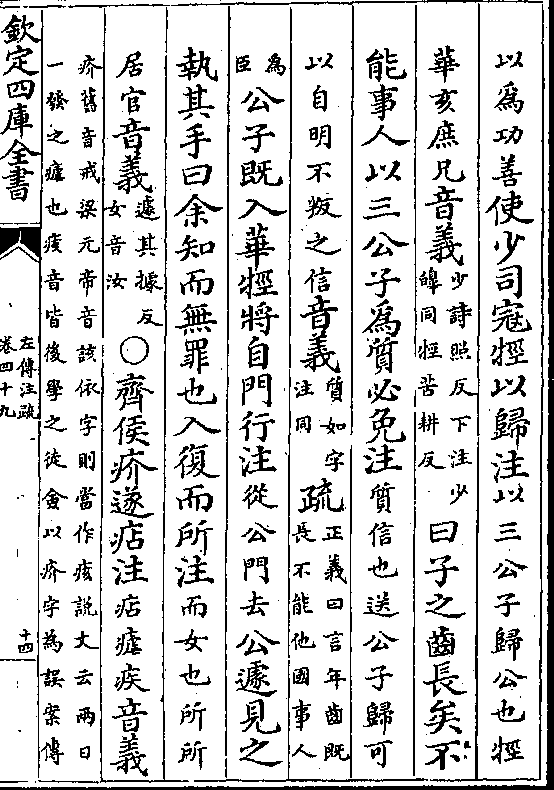 以為功善使少司寇牼以歸注以三公子歸公也牼
華亥庶兄音義少詩照反下注少皞同牼苦耕反曰子之齒長矣不
能事人以三公子為質必免注質信也送公子歸可
以自明不叛之信音義質如字注同疏正義曰言年齒既長不能他國事人
為臣公子既入華牼將自門行注從公門去公遽見之
執其手曰余知而無罪也入復而所注而女也所所
居官音義遽其據反女音汝○齊侯疥遂痁注痁瘧疾音義
疥舊音戒梁元帝音該依字則當作痎說文云兩日
一發之瘧也痎音皆後學之徒僉以疥字為誤案傳
欽定四庫全書
左傳注疏
卷四十九
十四